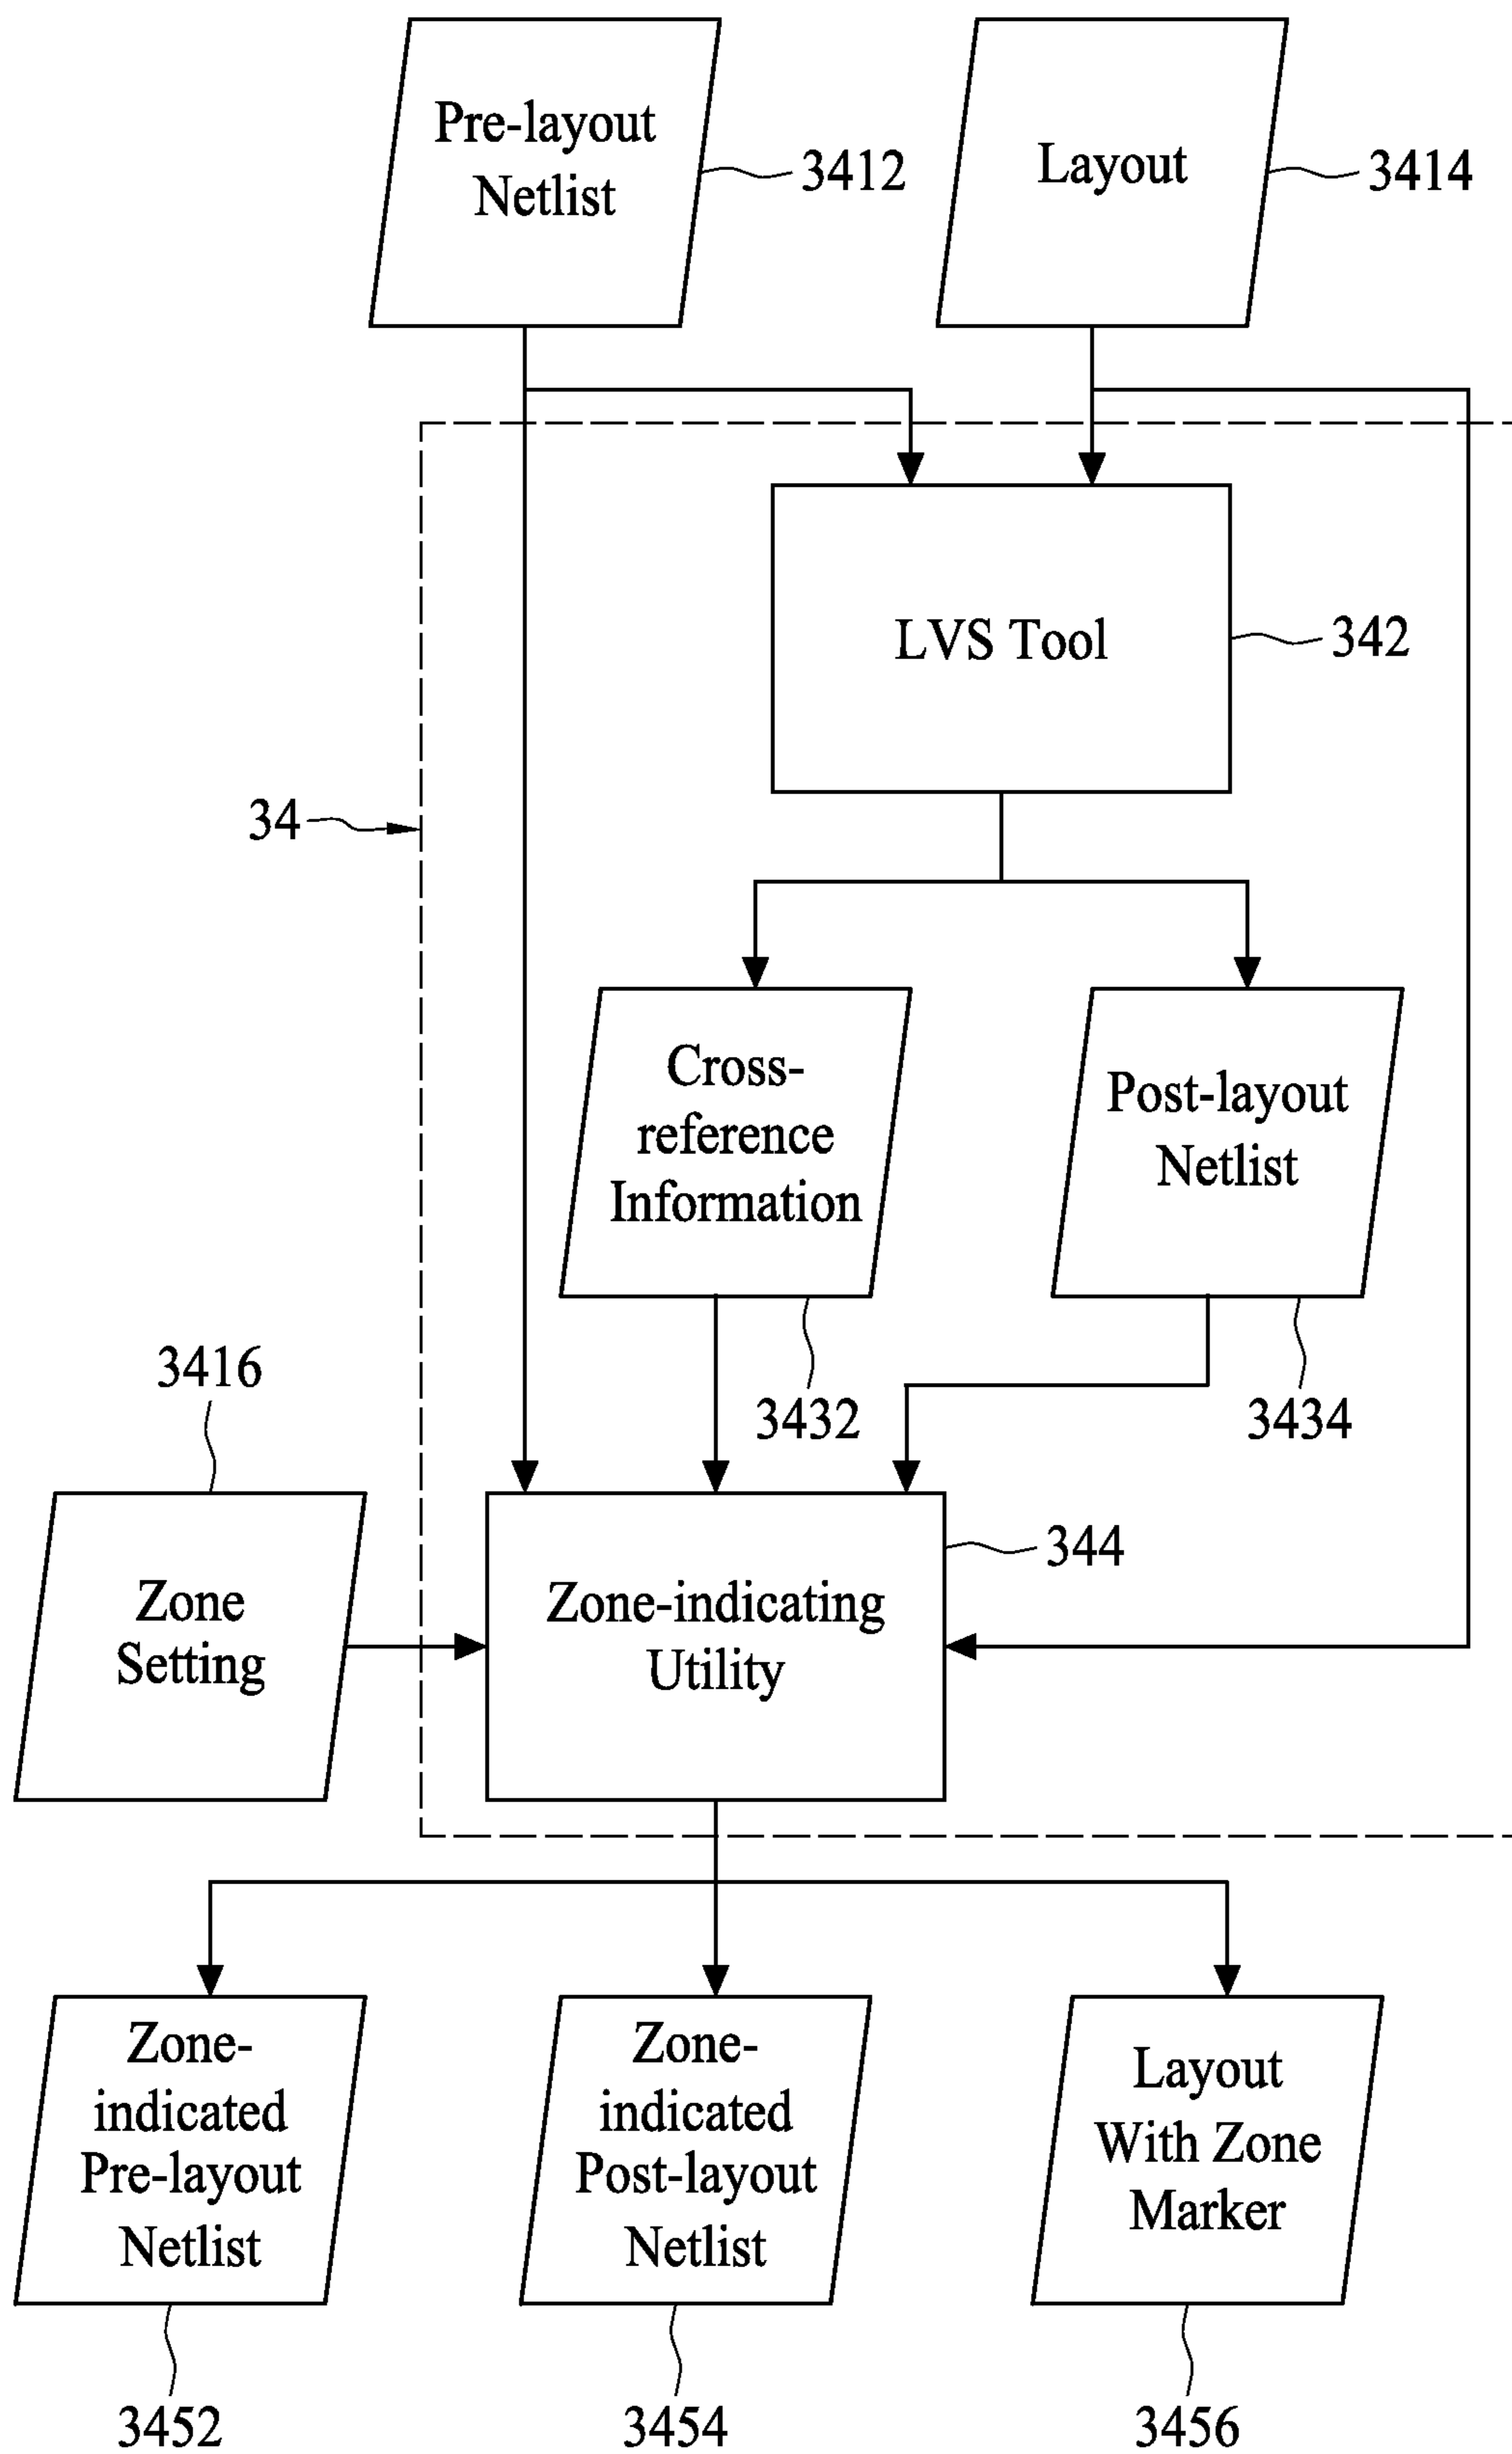 Pre-layout
Netlist
3412
Layout
3414
LVS Tool
342
34
Cross-
reference
Information
Post-layout
Netlist
3416
3432
3434
Zone
Setting
Zone-indicating
Utility
344
Zone-
indicated
Pre-layout
Netlist
Zone-
indicated
Post-layout
Netlist
Layout
With Zone
Marker
3452
3454
3456